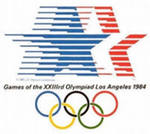 Games of the XXIIIrd Olympiad Los Angeles 1984